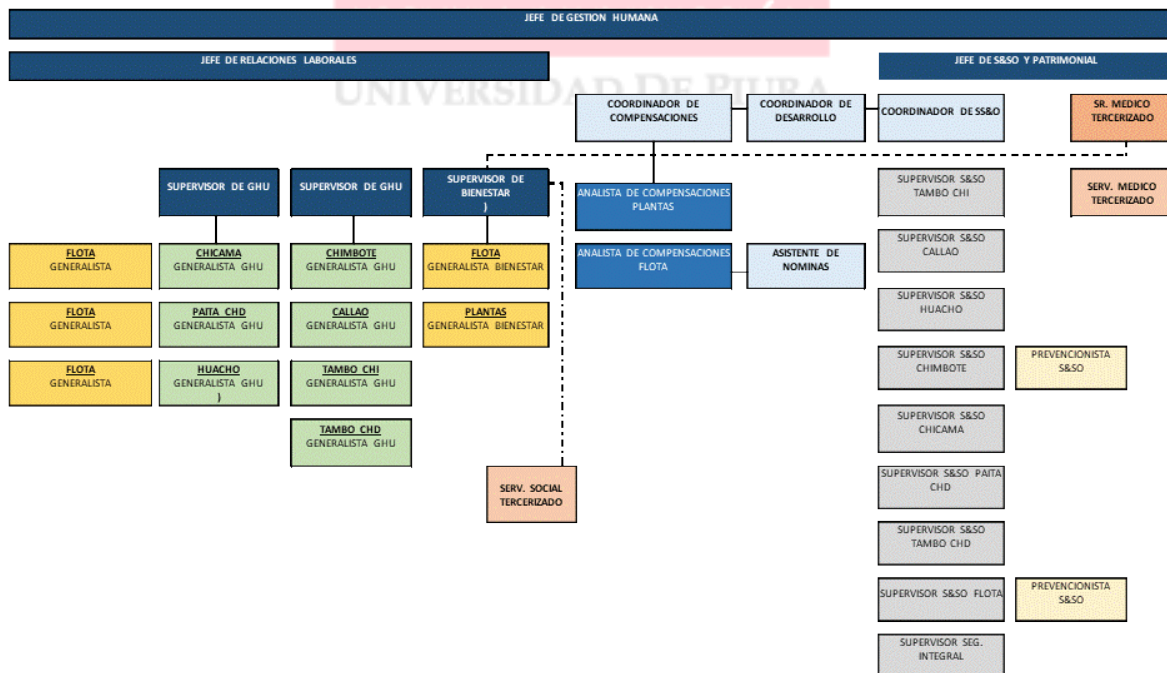 JEFE DE GESTION HUMANA
JEFE DE RELACIONES LABORALES
JEFE DE S&SO Y PATRIMONIAL
UNIVERSIDAD DE PIURA
COORDINADOR DE
COMPENSACIONES
COORDINADOR DE
DESARROLLO
COORDINADOR DE SS&O
SR. MEDICO
TERCERIZADO
SUPERVISOR DE GHU
SUPERVISOR DE GHU
SUPERVISOR DE
BIENESTAR
)
ANALISTA DE COMPENSACIONES
PLANTAS
SUPERVISOR S&SO
TAMBO CHI
SERV. MEDICO
TERCERIZADO
FLOTA
GENERALISTA
CHICAMA
GENERALISTA GHU
CHIMBOTE
GENERALISTA GHU
FLOTA
GENERALISTA BIENESTAR
ANALISTA DE COMPENSACIONES
FLOTA
ASISTENTE DE
NOMINAS
SUPERVISOR S&SO
CALLAO
FLOTA
GENERALISTA
PAITA CHD
GENERALISTA GHU
CALLAO
GENERALISTA GHU
PLANTAS
GENERALISTA BIENESTAR
SUPERVISOR S&SO
HUACHO
FLOTA
GENERALISTA
HUACHO
GENERALISTA GHU
)
TAMBO CHI
GENERALISTA GHU
SUPERVISOR S&SO
CHIMBOTE
PREVENCIONISTA
S&SO
TAMBO CHD
GENERALISTA GHU
SUPERVISOR S&SO
CHICAMA
SERV. SOCIAL
TERCERIZADO
SUPERVISOR S&SO PAITA
CHD
SUPERVISOR S&SO
TAMBO CHD
SUPERVISOR S&SO FLOTA
PREVENCIONISTA
S&SO
SUPERVISOR SEG.
INTEGRAL